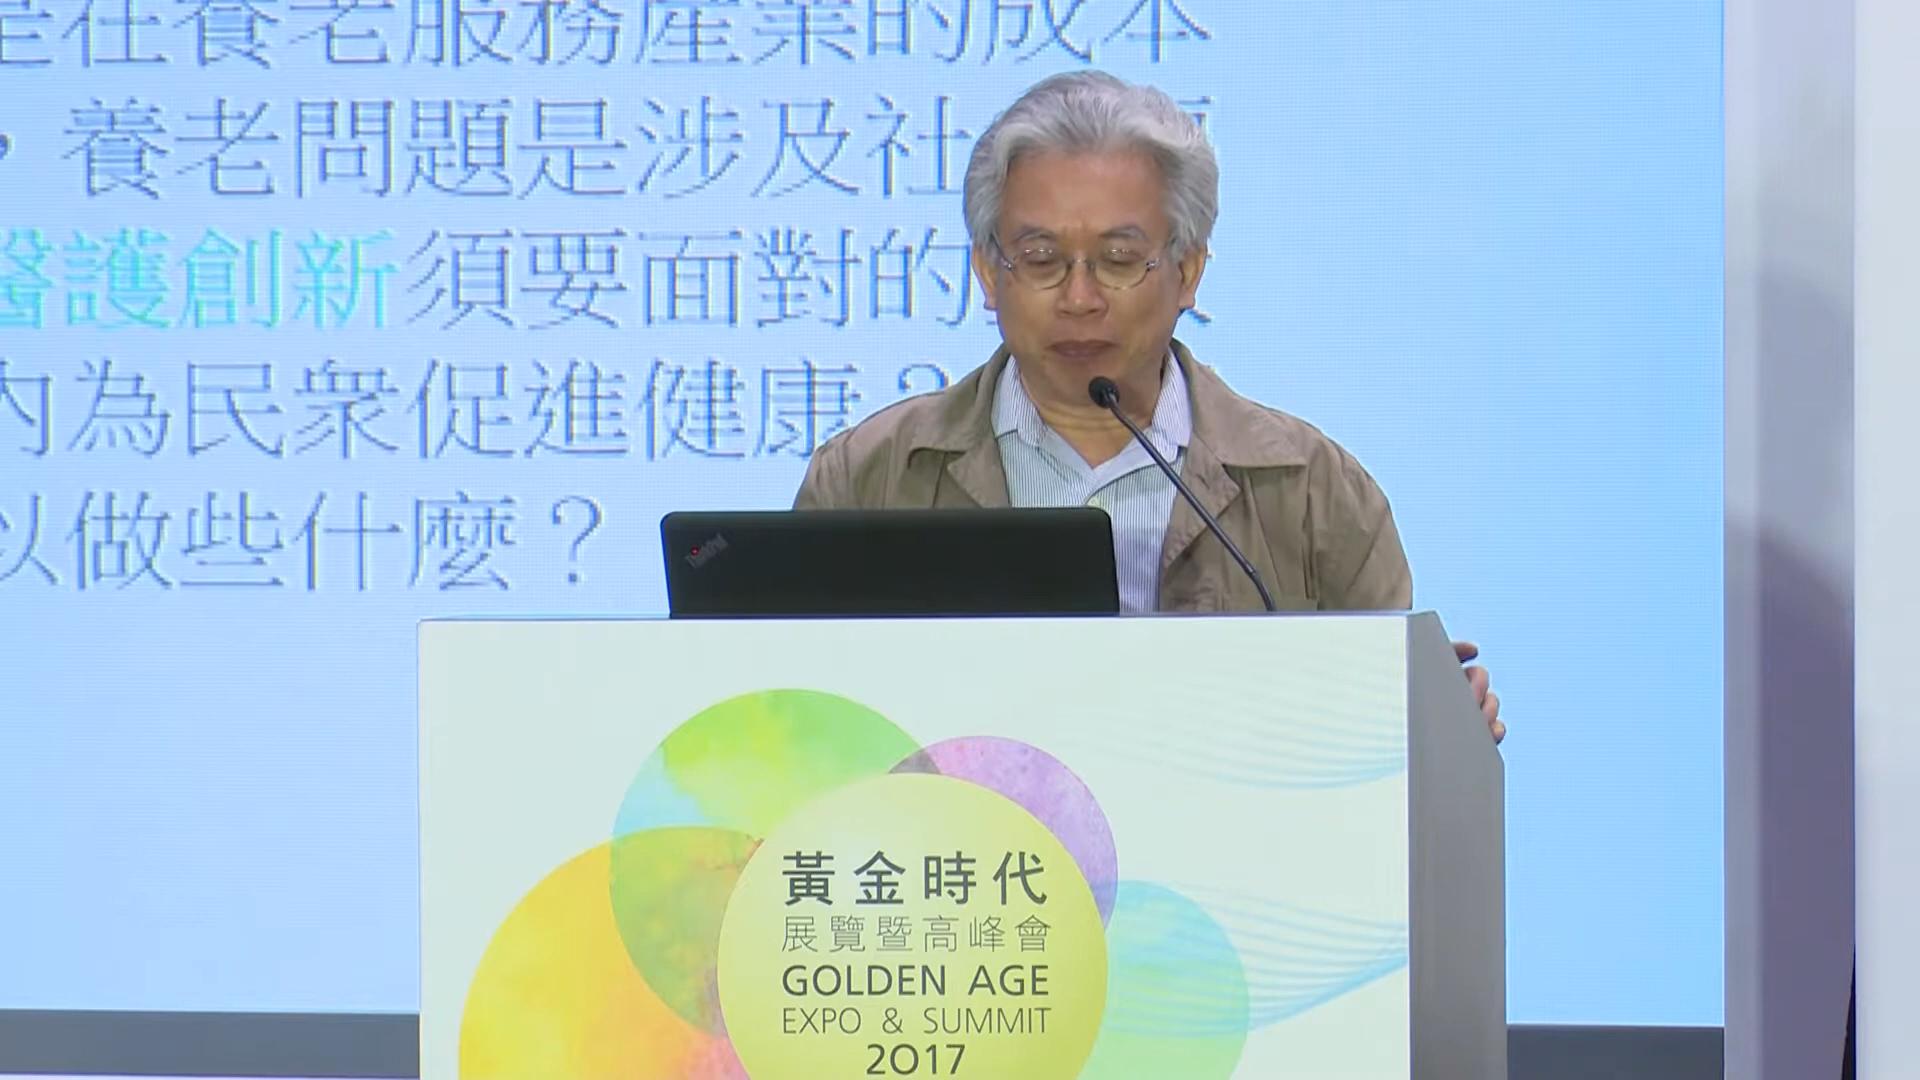 是在養老服務產業的成本
，養老問題是涉及社
醫護創新須要面對的
內為民眾促進健康？
以做些什麼？
ThinkPad
黃金時代
展覽暨高峰會
GOLDEN AGE
EXPO & SUMMIT
2017